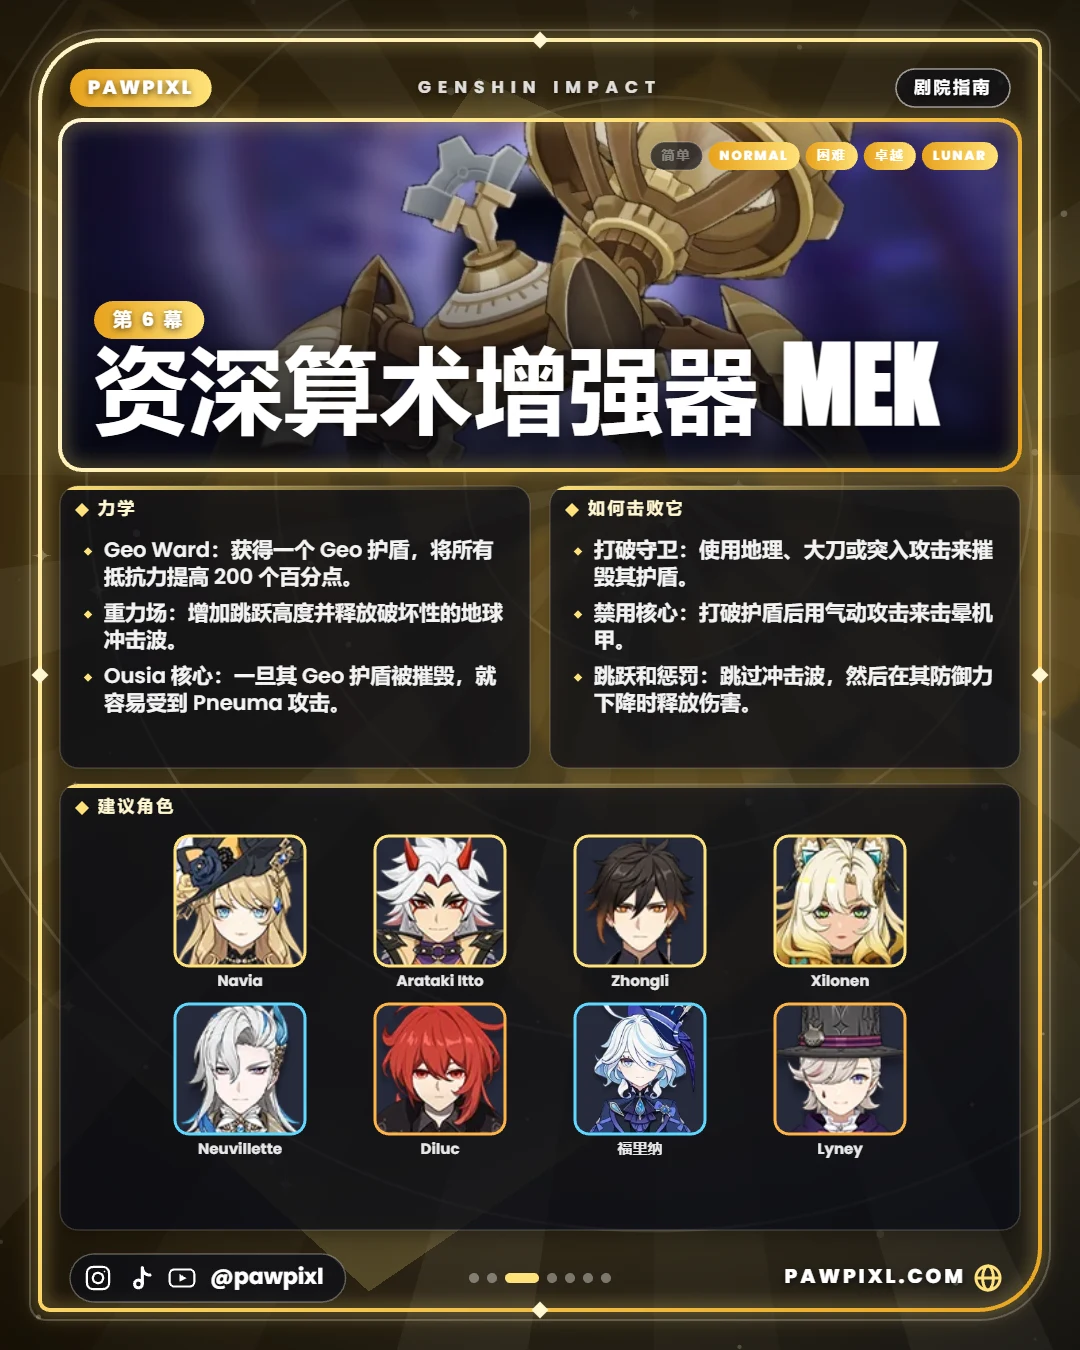 PAWPIXL
GENSHIN IMPACT
剧院指南
简单
NORMAL
困难
卓越
LUNAR
第 6 幕
资深算术增强器 MEK
力学
Geo Ward：获得一个 Geo 护盾，将所有
抵抗力提高 200 个百分点。
重力场：增加跳跃高度并释放破坏性的地球
冲击波。
Ousia 核心：一旦其 Geo 护盾被摧毁，就
容易受到 Pneuma 攻击。
如何击败它
打破守卫：使用地理、大刀或突入攻击来摧
毁其护盾。
禁用核心：打破护盾后用气动攻击来击晕机
甲。
跳跃和惩罚：跳过冲击波，然后在其防御力
下降时释放伤害。
建议角色
Navia
Arataki Itto
Zhongli
Xilonen
Neuvillette
Diluc
福里纳
Lyney
@pawpixl
PAWPIXL.COM